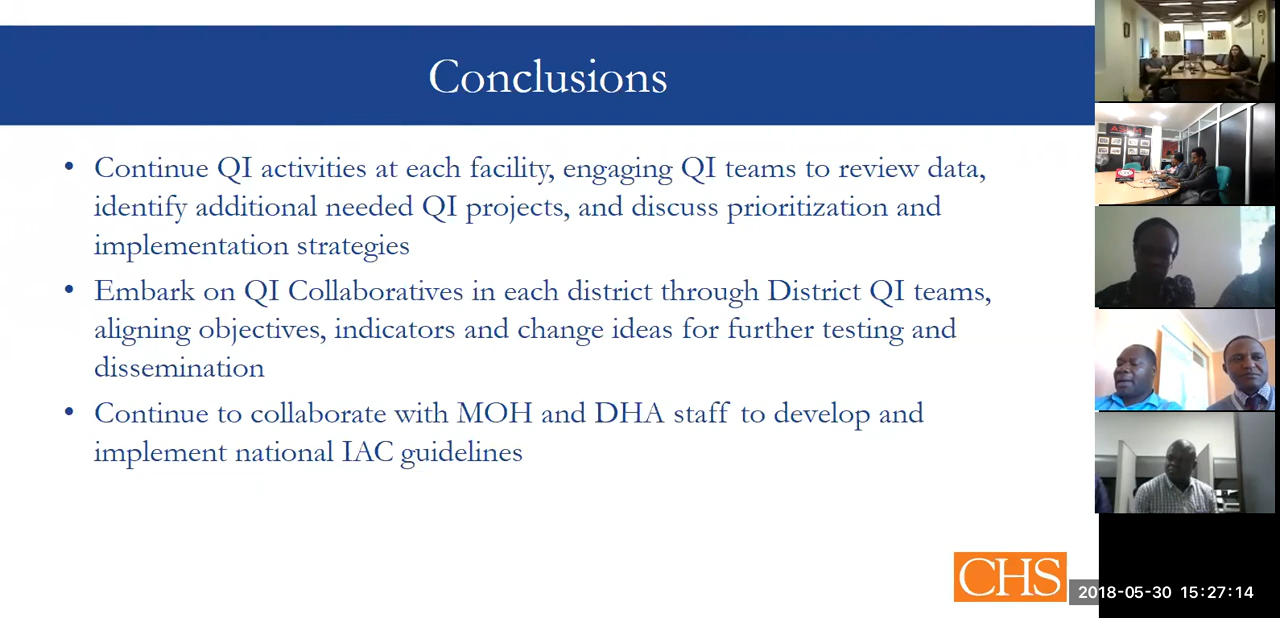 Conclusions
• Continue QI activities at each facility, engaging QI teams to review data,
identify additional needed QI projects, and discuss prioritization and
implementation strategies
• Embark on QI Collaboratives in each district through District QI teams,
aligning objectives, indicators and change ideas for further testing and
dissemination
• Continue to collaborate with MOH and DHA staff to develop and
implement national IAC guidelines
CHS
2018-05-30 15:27:14